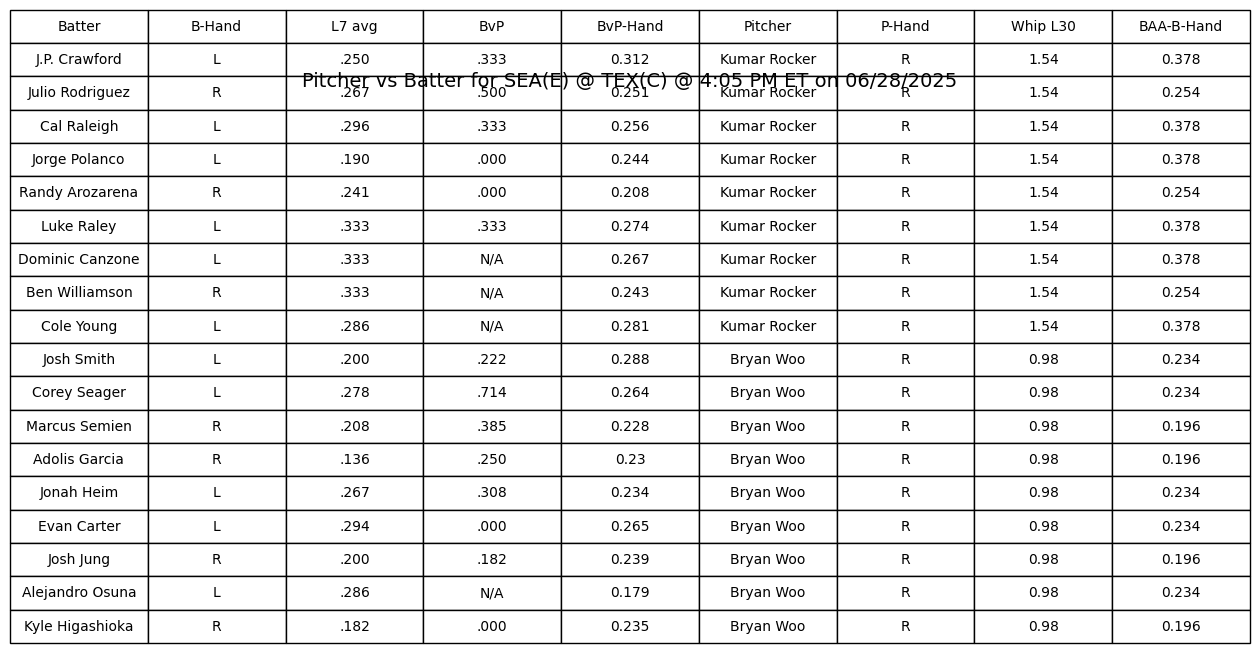 Batter B-Hand L7 avg BvP BvP-Hand Pitcher P-Hand Whip L30 BAA-B-Hand
J.P. Crawford L .250 .333 0.312 Kumar Rocker R 1.54 0.378
Pitcher vs Batter for SEA(E) @ TEX(C) @ 4:05 PM ET on 06/28/2025
Julio Rodriguez R .267 .500 0.251 Kumar Rocker R 1.54 0.254
Cal Raleigh L .296 .333 0.256 Kumar Rocker R 1.54 0.378
Jorge Polanco L .190 .000 0.244 Kumar Rocker R 1.54 0.378
Randy Arozarena R .241 .000 0.208 Kumar Rocker R 1.54 0.254
Luke Raley L .333 .333 0.274 Kumar Rocker R 1.54 0.378
Dominic Canzone L .333 N/A 0.267 Kumar Rocker R 1.54 0.378
Ben Williamson R .333 N/A 0.243 Kumar Rocker R 1.54 0.254
Cole Young L .286 N/A 0.281 Kumar Rocker R 1.54 0.378
Josh Smith L .200 .222 0.288 Bryan Woo R 0.98 0.234
Corey Seager L .278 .714 0.264 Bryan Woo R 0.98 0.234
Marcus Semien R .208 .385 0.228 Bryan Woo R 0.98 0.196
Adolis Garcia R .136 .250 0.23 Bryan Woo R 0.98 0.196
Jonah Heim L .267 .308 0.234 Bryan Woo R 0.98 0.234
Evan Carter L .294 .000 0.265 Bryan Woo R 0.98 0.234
Josh Jung R .200 .182 0.239 Bryan Woo R 0.98 0.196
Alejandro Osuna L .286 N/A 0.179 Bryan Woo R 0.98 0.234
Kyle Higashioka R .182 .000 0.235 Bryan Woo R 0.98 0.196